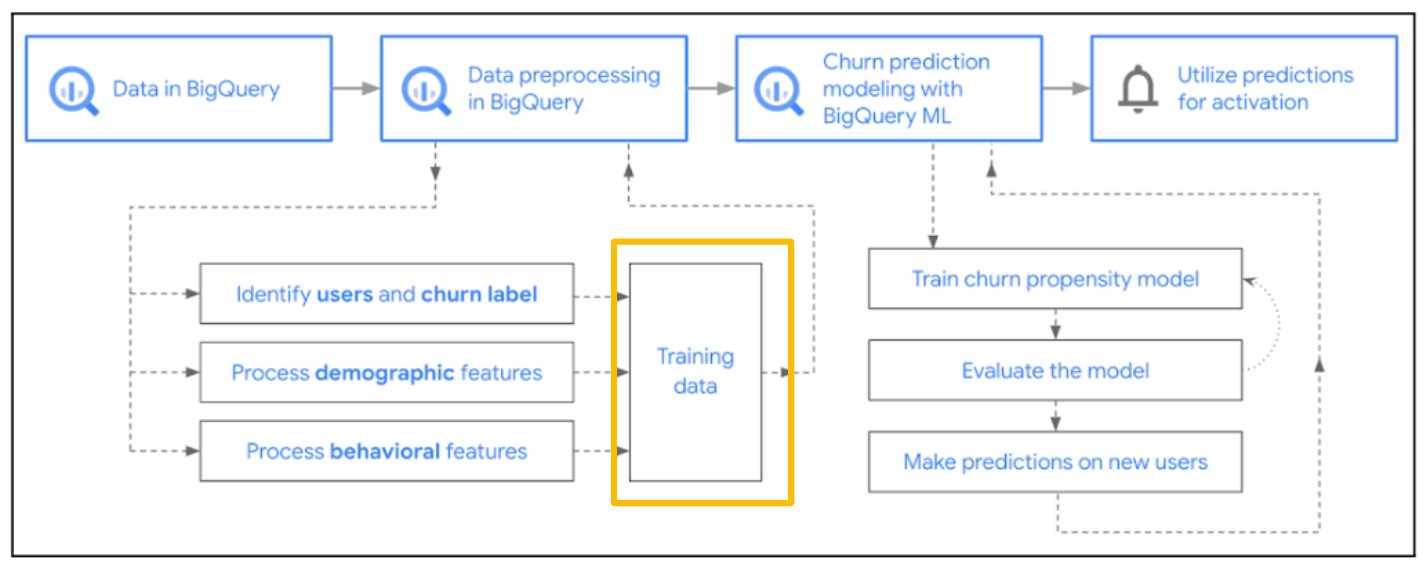 Data in BigQuery
Data preprocessing
in BigQuery
Churn prediction
modeling with
BigQuery ML
Utilize predictions
for activation
Identify users and churn label
Process demographic features
Process behavioral features
Training
data
Train churn propensity model
Evaluate the model
Make predictions on new users